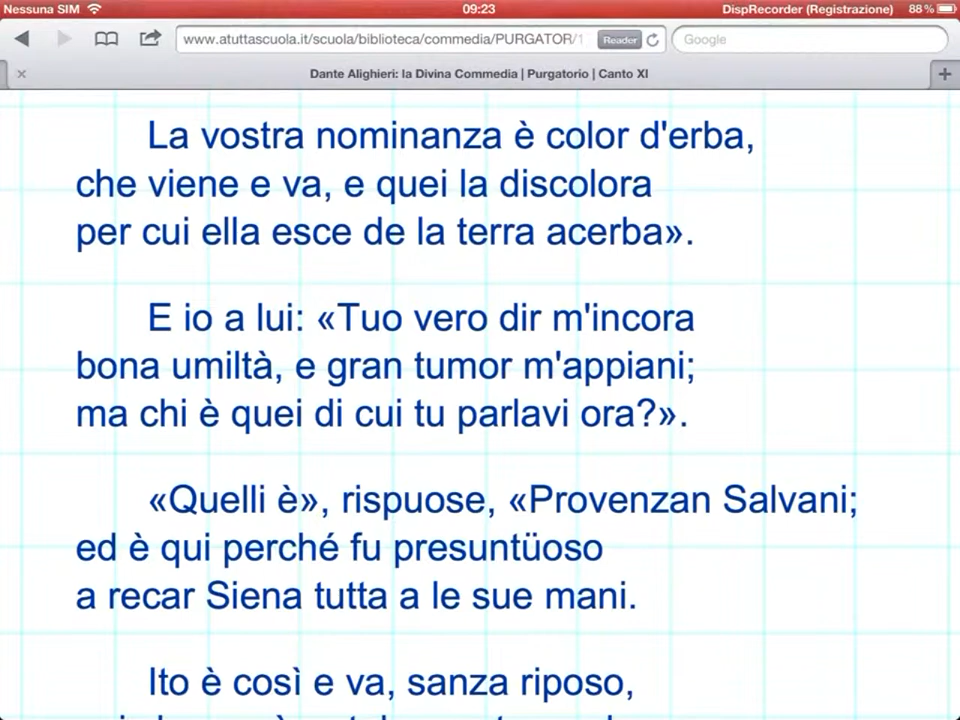 Nessuna SIM 09:23 DispRecorder (Registrazione) 88%
www.atuttascuola.it/scuola/biblioteca/commedia/PURGATOR/1 Reader Google
Dante Alighieri: la Divina Commedia | Purgatorio | Canto XI
La vostra nominanza è color d'erba,
che viene e va, e quei la discolora
per cui ella esce de la terra acerba».
E io a lui: «Tuo vero dir m'incora
bona umiltà, e gran tumor m'appiani;
ma chi è quei di cui tu parlavi ora?».
«Quelli è», rispuose, «Provenzan Salvani;
ed è qui perché fu presuntüoso
a recar Siena tutta a le sue mani.
Ito è così e va, sanza riposo,